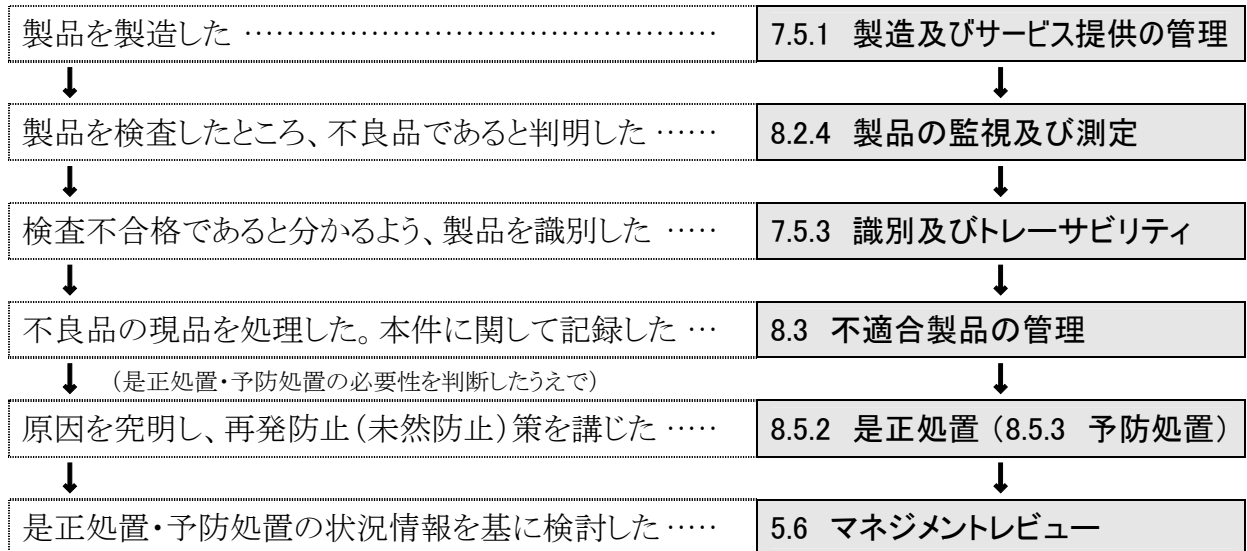 製品を製造した ………………………………………… 7.5.1 製造及びサービス提供の管理
↓ ↓
製品を検査したところ、不良品であると判明した …… 8.2.4 製品の監視及び測定
↓ ↓
検査不合格であると分かるよう、製品を識別した ····· 7.5.3 識別及びトレーサビリティ
↓ ↓
不良品の現品を処理した。本件に関して記録した … 8.3 不適合製品の管理
↓ （是正処置・予防処置の必要性を判断したうえで） ↓
原因を究明し、再発防止（未然防止）策を講じた ····· 8.5.2 是正処置 （8.5.3 予防処置）
↓ ↓
是正処置・予防処置の状況情報を基に検討した ····· 5.6 マネジメントレビュー